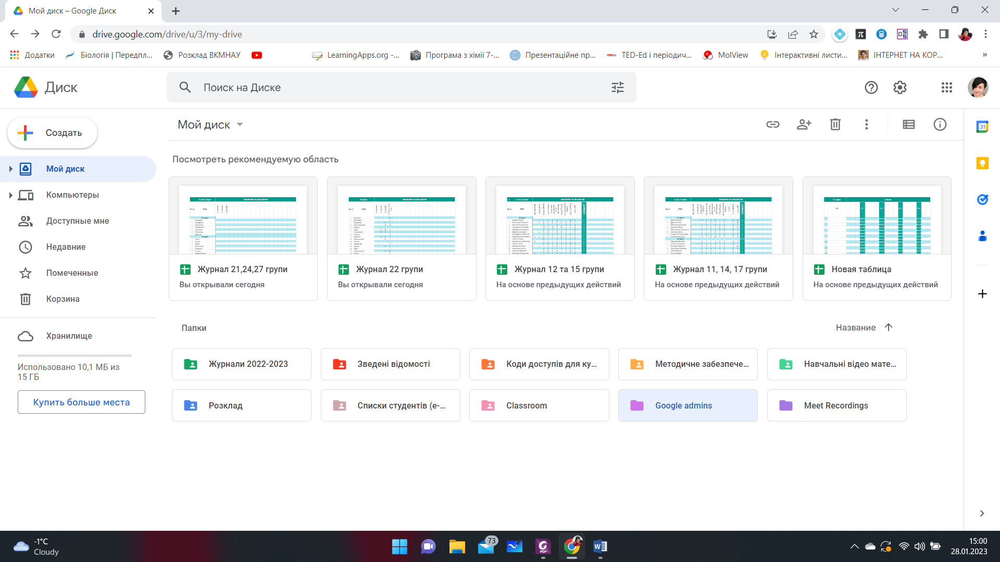 Мой диск – Google Диск
drive.google.com/drive/u/3/my-drive
Додатки
Біологія | Передпл...
Розклад ВКМНАУ
LearningApps.org -...
Програма з хімії 7-...
Презентаційне пр...
TED-Ed і періодич...
MolView
Інтерактивні листи...
ІНТЕРНЕТ НА КОР...
Диск
Поиск на Диске
Создать
Мой диск
Компьютеры
Доступные мне
Недавние
Помеченные
Корзина
Хранилище
Использовано 10,1 МБ из
15 ГБ
Купить больше места
Мой диск
Посмотреть рекомендуемую область
Журнал 21,24,27 групи
Вы открывали сегодня
Журнал 22 групи
Вы открывали сегодня
Журнал 12 та 15 групи
На основе предыдущих действий
Журнал 11, 14, 17 групи
На основе предыдущих действий
Новая таблица
На основе предыдущих действий
Папки
Название
Журнали 2022-2023
Зведені відомості
Коди доступів для ку...
Методичне забезпече...
Навчальні відео мате...
Розклад
Списки студентів (е-...
Classroom
Google admins
Meet Recordings
31
-1°C
Cloudy
73
15:00
28.01.2023